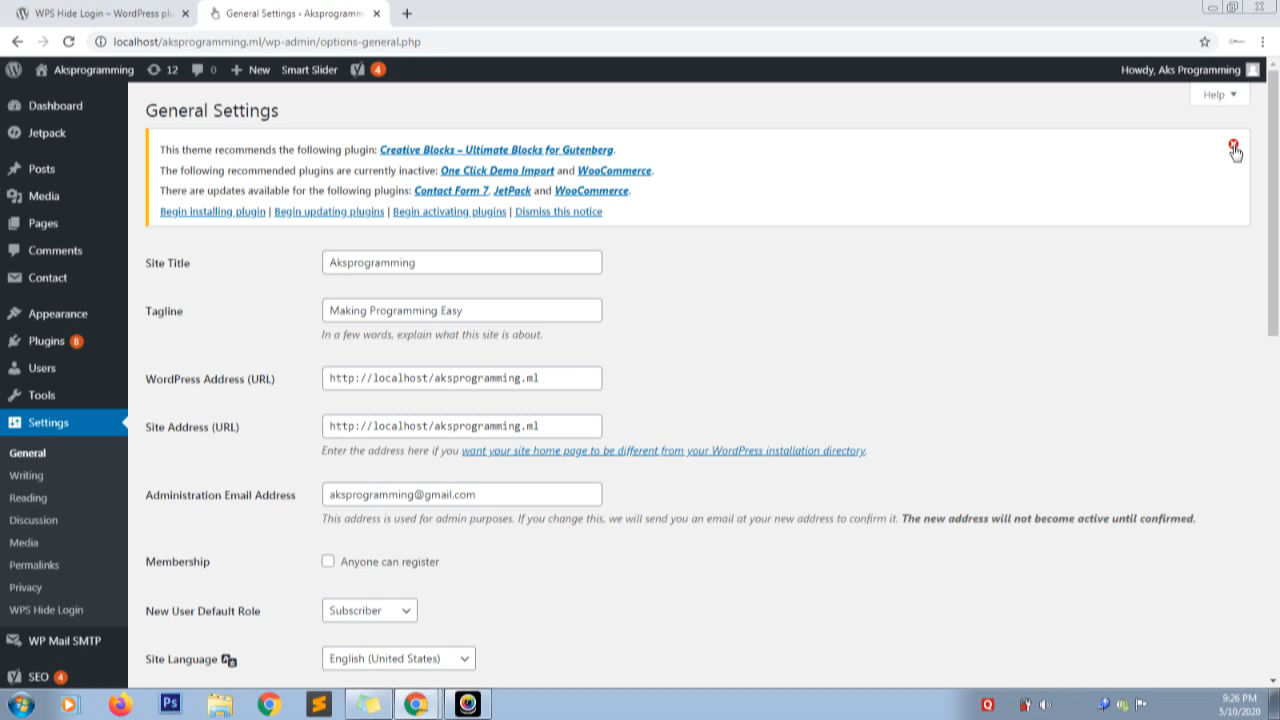 WPS Hide Login – WordPress plu
General Settings ‹ Aksprogramm
localhost/aksprogramming.ml/wp-admin/options-general.php
Aksprogramming
12
0
New
Smart Slider
4
Howdy, Aks Programming
Help
Dashboard
Jetpack
Posts
Media
Pages
Comments
Contact
Appearance
Plugins 8
Users
Tools
Settings
General
Writing
Reading
Discussion
Media
Permalinks
Privacy
WPS Hide Login
WP Mail SMTP
SEO 4
General Settings
This theme recommends the following plugin: Creative Blocks – Ultimate Blocks for Gutenberg.
The following recommended plugins are currently inactive: One Click Demo Import and WooCommerce.
There are updates available for the following plugins: Contact Form 7, JetPack and WooCommerce.
Begin installing plugin | Begin updating plugins | Begin activating plugins | Dismiss this notice
Site Title
Aksprogramming
Tagline
Making Programming Easy
In a few words, explain what this site is about.
WordPress Address (URL)
http://localhost/aksprogramming.ml
Site Address (URL)
http://localhost/aksprogramming.ml
Enter the address here if you want your site home page to be different from your WordPress installation directory.
Administration Email Address
aksprogramming@gmail.com
This address is used for admin purposes. If you change this, we will send you an email at your new address to confirm it. The new address will not become active until confirmed.
Membership
Anyone can register
New User Default Role
Subscriber
Site Language
English (United States)
Ps
9:26 PM
5/10/2020